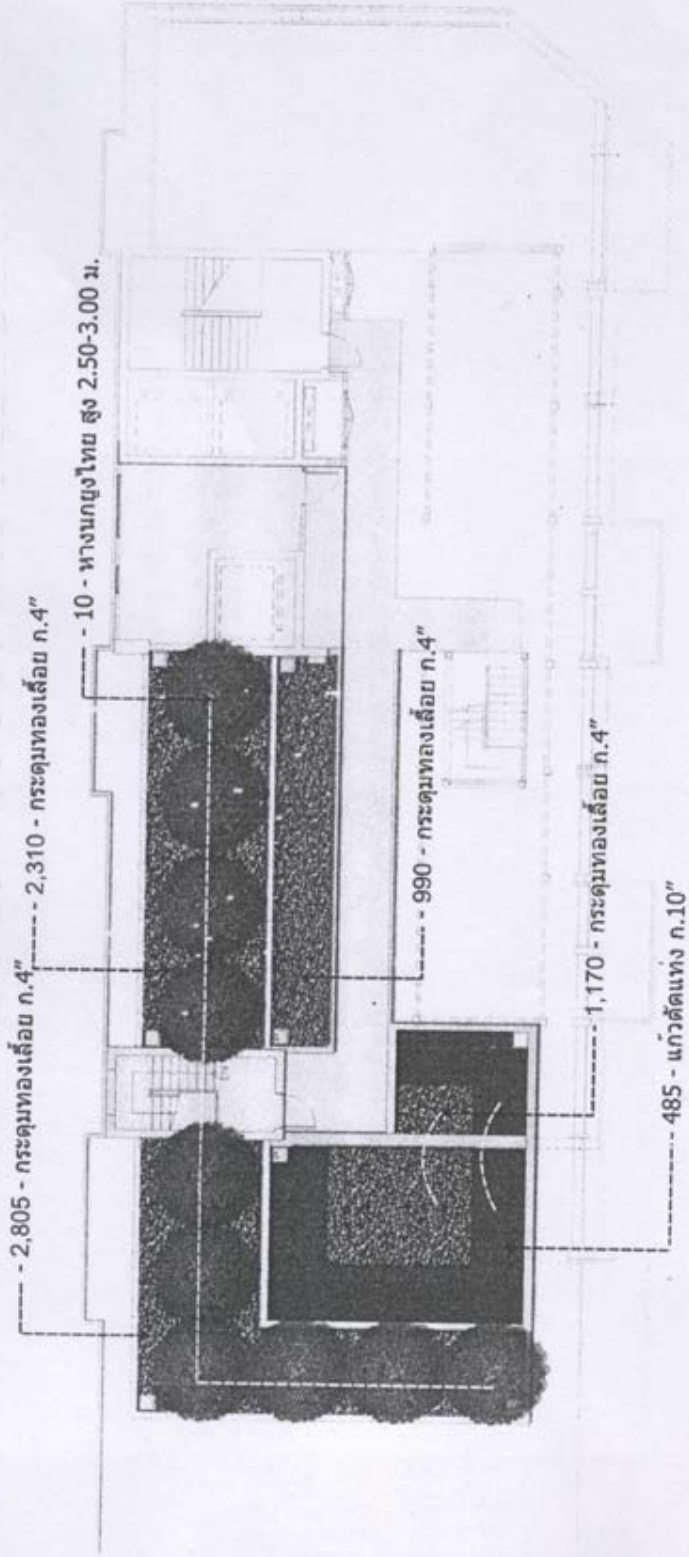 ------ - 2,805 - กระดุมทองเลื้อย ก.4"
------ - 2,310 - กระดุมทองเลื้อย ก.4"
------ - 10 - หางนกยูงไทย สูง 2.50-3.00 ม.
------ - 990 - กระดุมทองเลื้อย ก.4"
------ - 1,170 - กระดุมทองเลื้อย ก.4"
------ - 485 - แก้วตัดแท่ง ก.10"